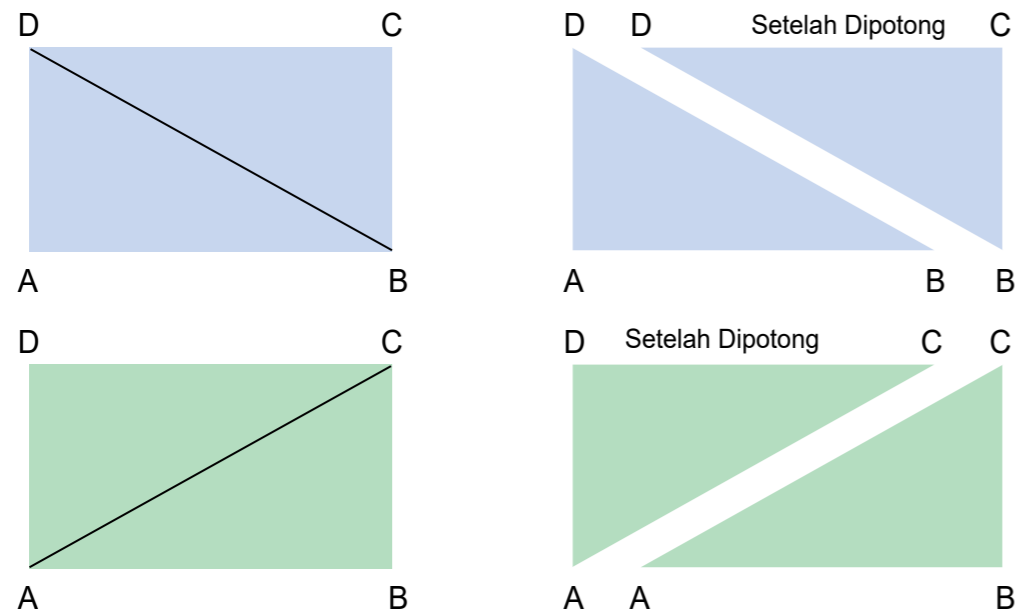 D C
A B
D D Setelah Dipotong C
A B B
D C
A B
D Setelah Dipotong C C
A A B